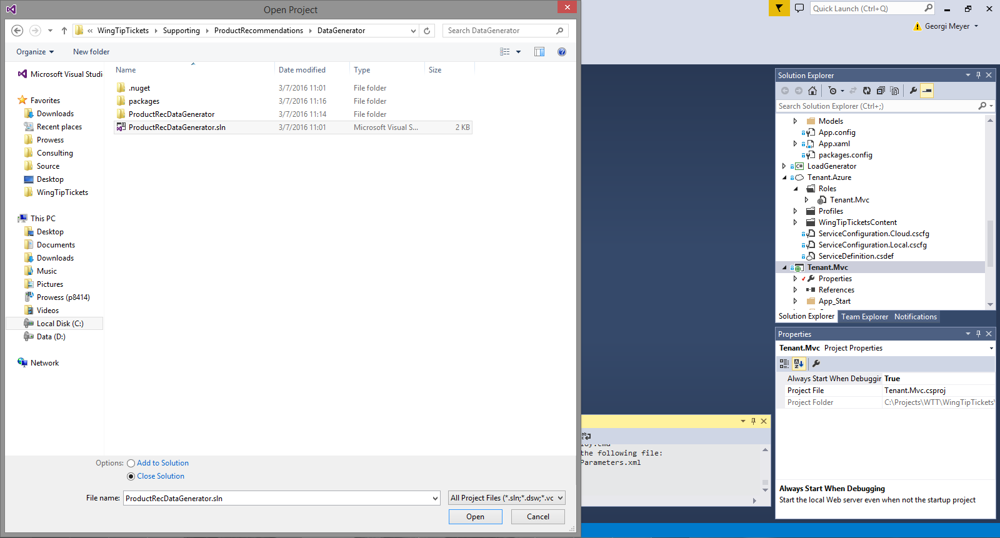 Open Project
« WingTipTickets › Supporting › ProductRecommendations › DataGenerator
Search DataGenerator
Organize
New folder
Name
Date modified
Type
Size
.nuget
3/7/2016 11:01
File folder
packages
3/7/2016 11:16
File folder
ProductRecDataGenerator
3/7/2016 11:14
File folder
ProductRecDataGenerator.sln
3/7/2016 11:01
Microsoft Visual S...
2 KB
Microsoft Visual Studi
Favorites
Downloads
Recent places
Prowess
Consulting
Source
Desktop
WingTipTickets
This PC
Desktop
Documents
Downloads
Music
Pictures
Prowess (p8414)
Videos
Local Disk (C:)
Data (D:)
Network
Options:
Add to Solution
Close Solution
File name:
ProductRecDataGenerator.sln
All Project Files (*.sln;*.dsw;*.vc
Open
Cancel
Quick Launch (Ctrl+Q)
Georgi Meyer
Solution Explorer
Search Solution Explorer (Ctrl+;)
Models
App.config
App.xaml
packages.config
C# LoadGenerator
Tenant.Azure
Roles
Tenant.Mvc
Profiles
WingTipTicketsContent
ServiceConfiguration.Cloud.cscfg
ServiceConfiguration.Local.cscfg
ServiceDefinition.csdef
Tenant.Mvc
Properties
References
App_Start
Solution Explorer
Team Explorer
Notifications
the following file:
Parameters.xml
Properties
Tenant.Mvc Project Properties
Always Start When Debuggir
True
Project File
Tenant.Mvc.csproj
Project Folder
C:\Projects\WTT\WingTipTickets\
Always Start When Debugging
Start the local Web server even when not the startup project